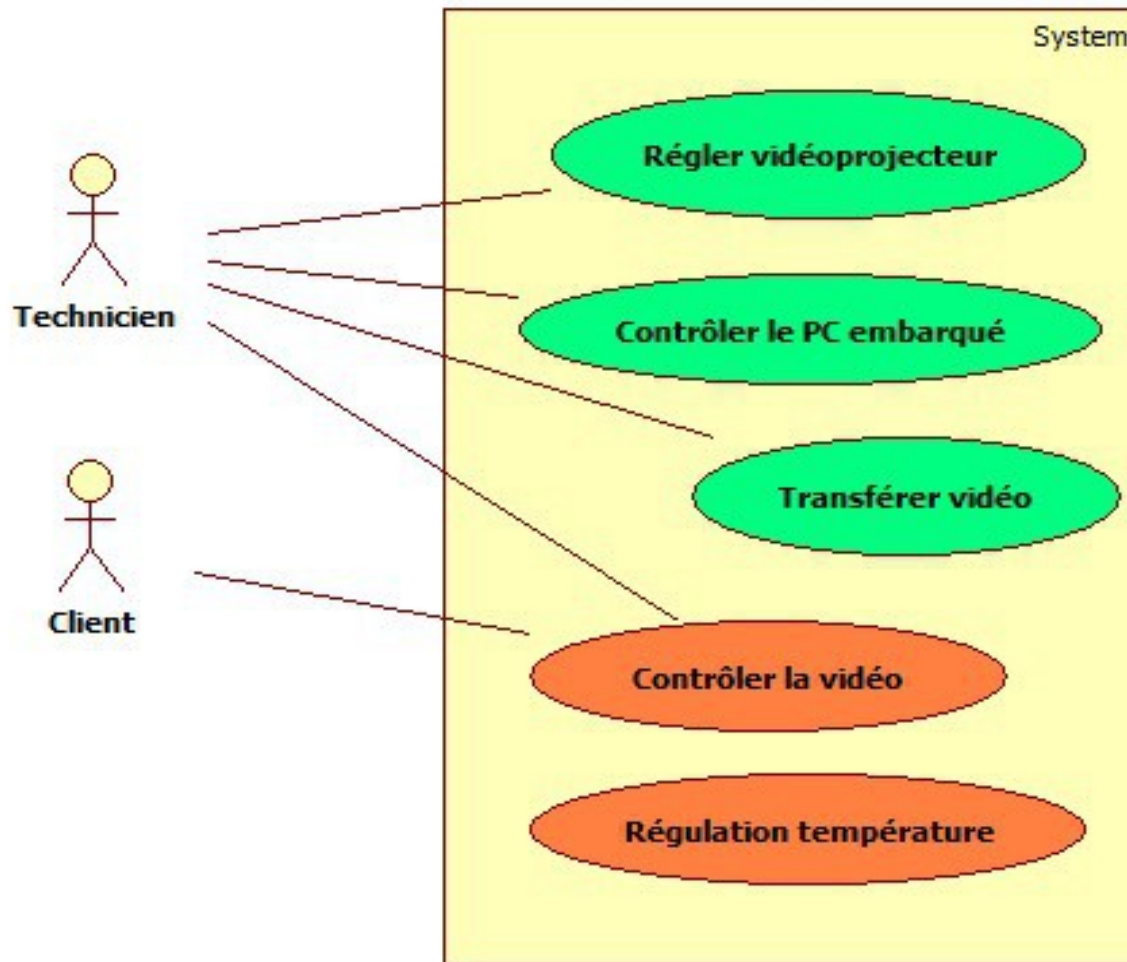 System
Régler vidéoprojecteur
Technicien
Contrôler le PC embarqué
Transférer vidéo
Client
Contrôler la vidéo
Régulation température